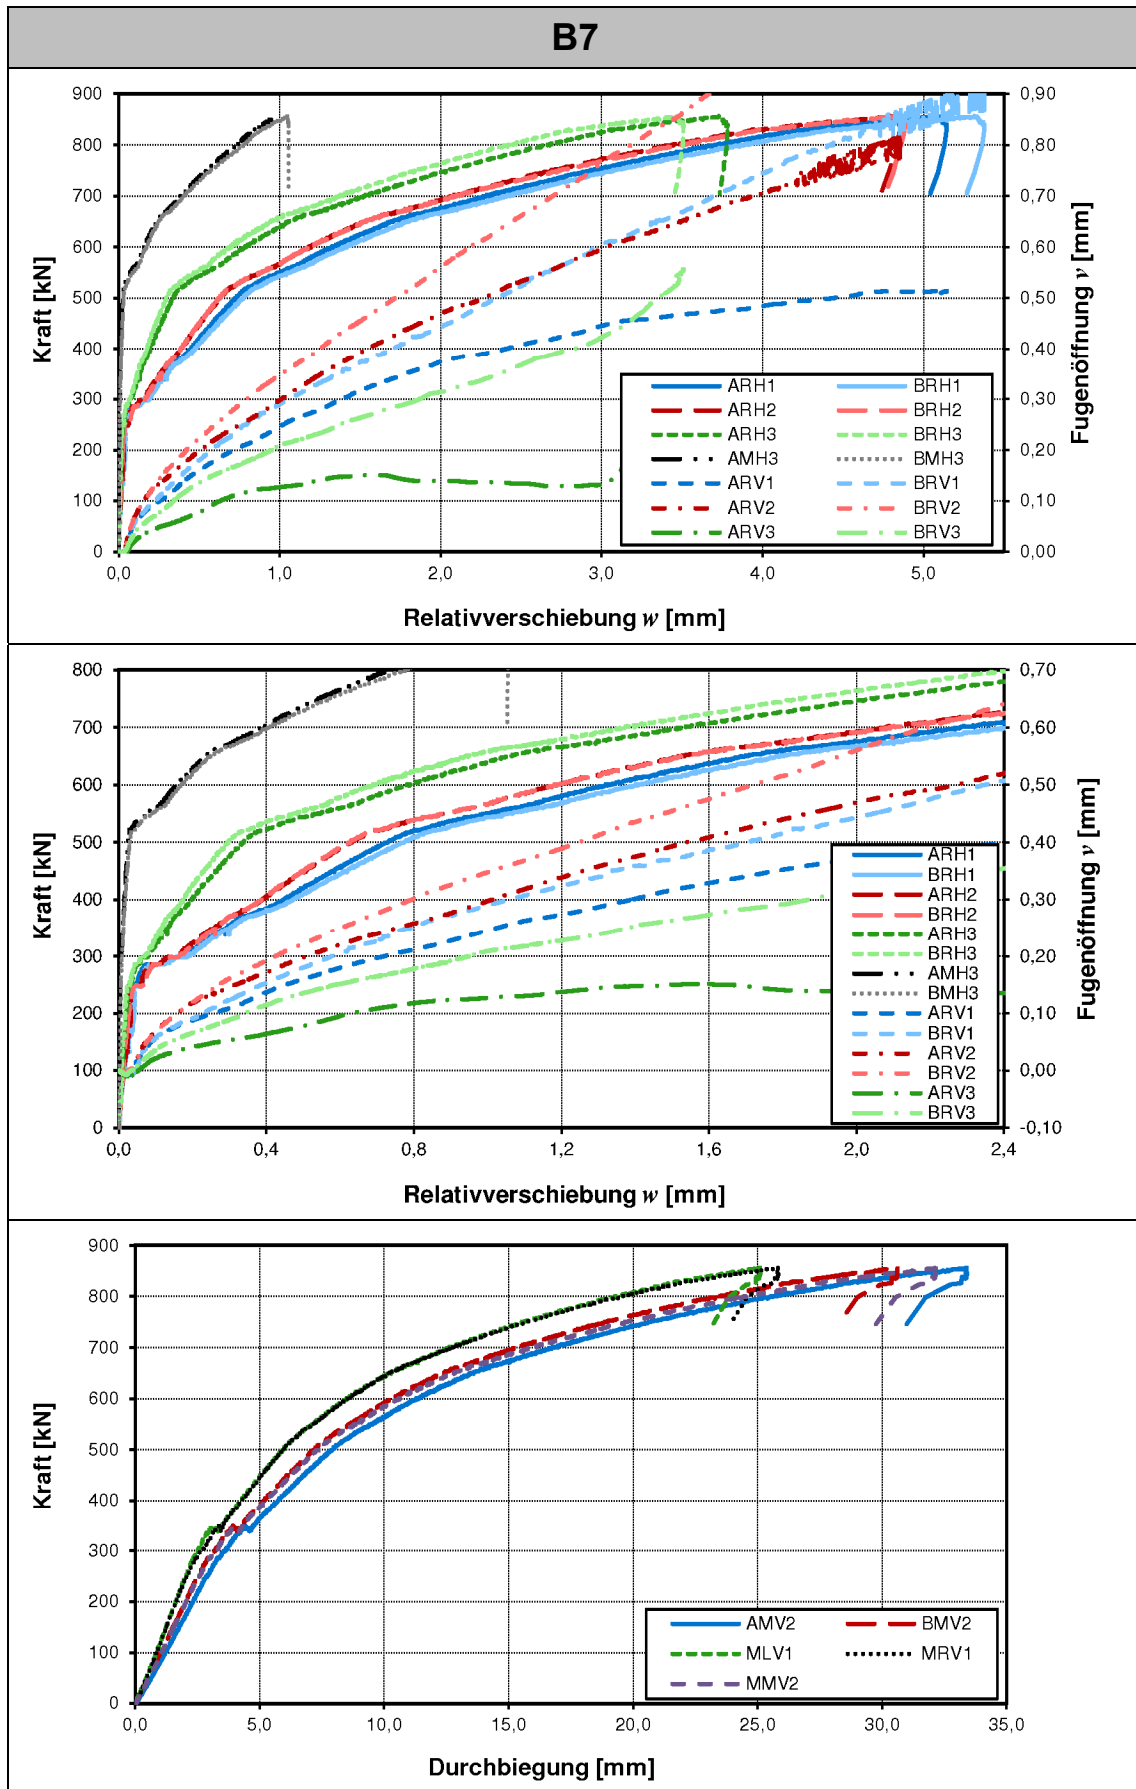 B7
900
800
700
600
500
400
300
200
100
0
Kraft [kN]
0,90
0,80
0,70
0,60
0,50
0,40
0,30
0,20
0,10
0,00
Fugenöffnung v [mm]
ARH1 BRH1
ARH2 BRH2
ARH3 BRH3
AMH3 BMH3
ARV1 BRV1
ARV2 BRV2
ARV3 BRV3
0,0 1,0 2,0 3,0 4,0 5,0
Relativverschiebung w [mm]
800
700
600
500
400
300
200
100
0
Kraft [kN]
0,70
0,60
0,50
0,40
0,30
0,20
0,10
0,00
-0,10
Fugenöffnung v [mm]
ARH1
BRH1
ARH2
BRH2
ARH3
BRH3
AMH3
BMH3
ARV1
BRV1
ARV2
BRV2
ARV3
BRV3
0,0 0,4 0,8 1,2 1,6 2,0 2,4
Relativverschiebung w [mm]
900
800
700
600
500
400
300
200
100
0
Kraft [kN]
AMV2 BMV2
MLV1 MRV1
MMV2
0,0 5,0 10,0 15,0 20,0 25,0 30,0 35,0
Durchbiegung [mm]